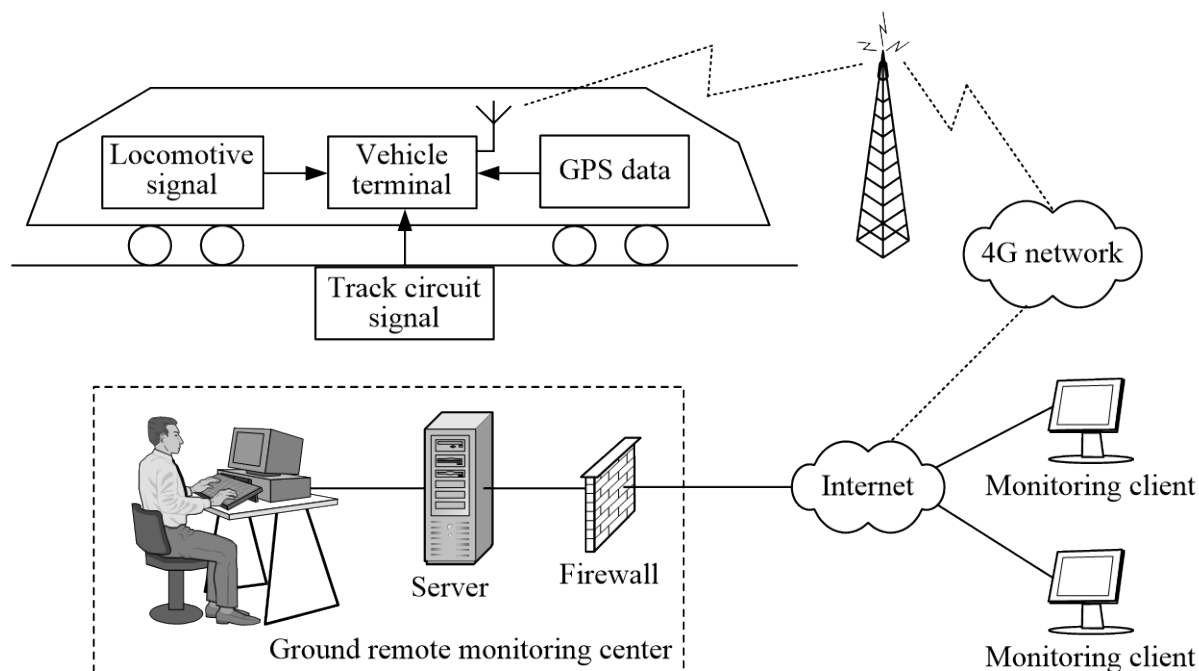 Locomotive
signal
Vehicle
terminal
GPS data
Track circuit
signal
4G network
Internet
Monitoring client
Server
Firewall
Ground remote monitoring center
Monitoring client